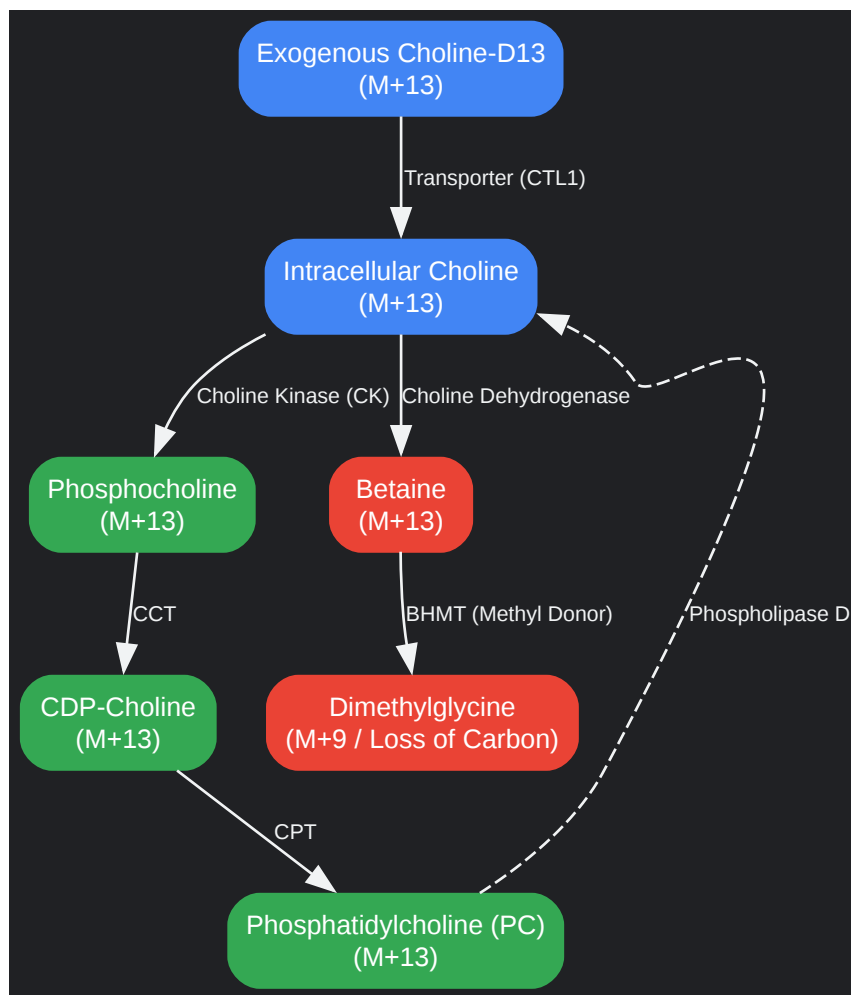 Exogenous Choline-D13
(M+13)
Transporter (CTL1)
Intracellular Choline
(M+13)
Choline Kinase (CK)
Choline Dehydrogenase
Phosphocholine
(M+13)
Betaine
(M+13)
CCT
BHMT (Methyl Donor)
Phospholipase D
CDP-Choline
(M+13)
Dimethylglycine
(M+9 / Loss of Carbon)
CPT
Phosphatidylcholine (PC)
(M+13)